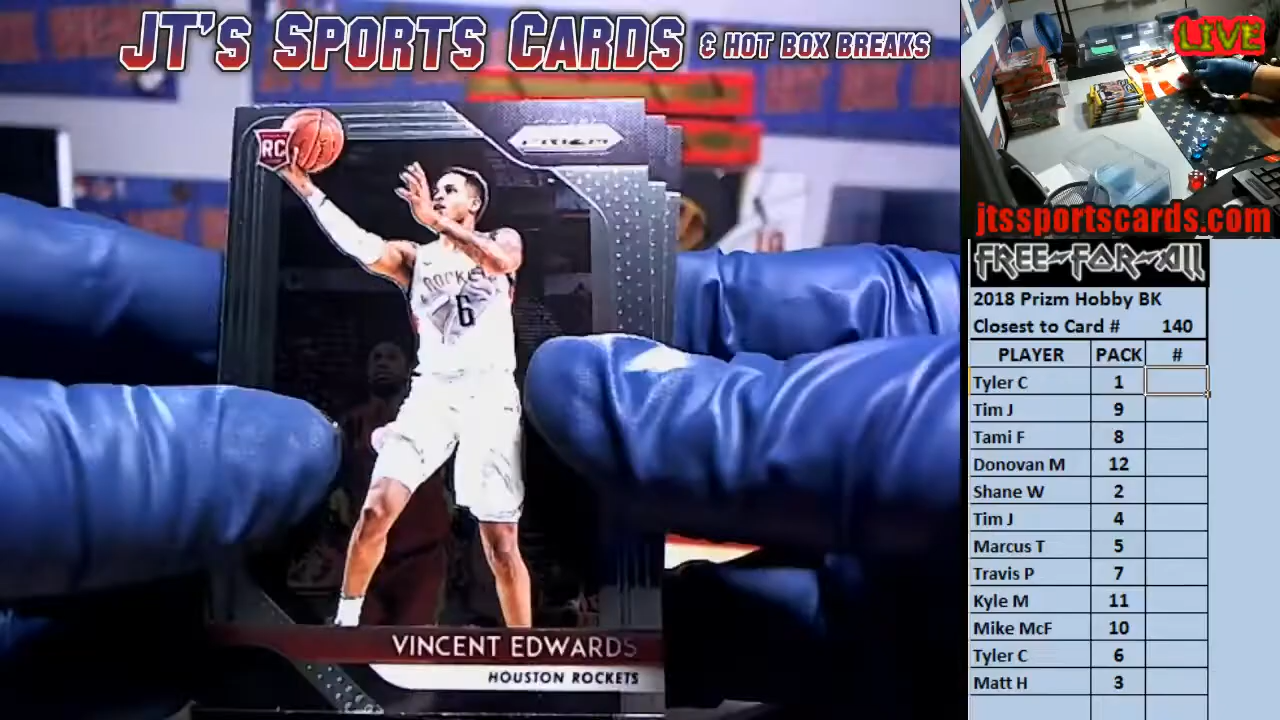 JT's Sports Cards & Hot Box Breaks
LIVE
jtssportscards.com
FREE-FOR-ALL
2018 Prizm Hobby BK
Closest to Card # 140
PLAYER PACK #
Tyler C 1
Tim J 9
Tami F 8
Donovan M 12
Shane W 2
Tim J 4
Marcus T 5
Travis P 7
Kyle M 11
Mike McF 10
Tyler C 6
Matt H 3
RC
PRIZM
ROCKETS
6
VINCENT EDWARDS
HOUSTON ROCKETS